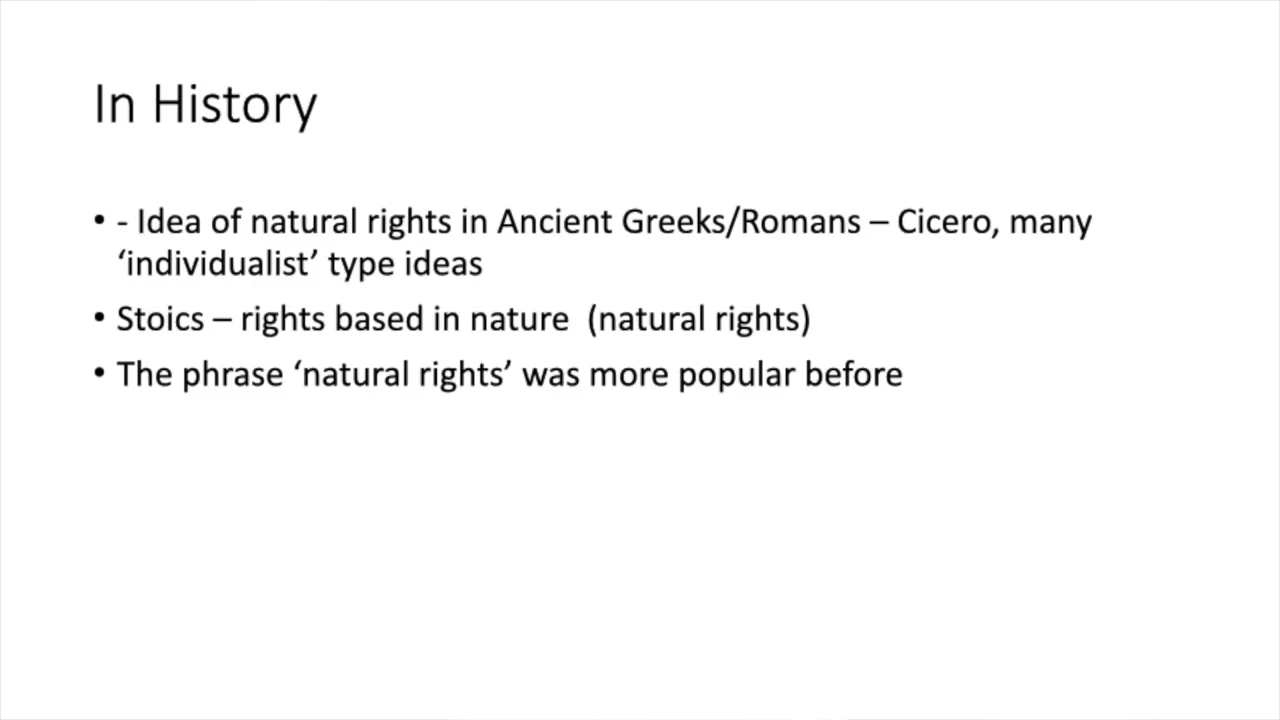 In History
• - Idea of natural rights in Ancient Greeks/Romans – Cicero, many
‘individualist’ type ideas
• Stoics – rights based in nature  (natural rights)
• The phrase ‘natural rights’ was more popular before